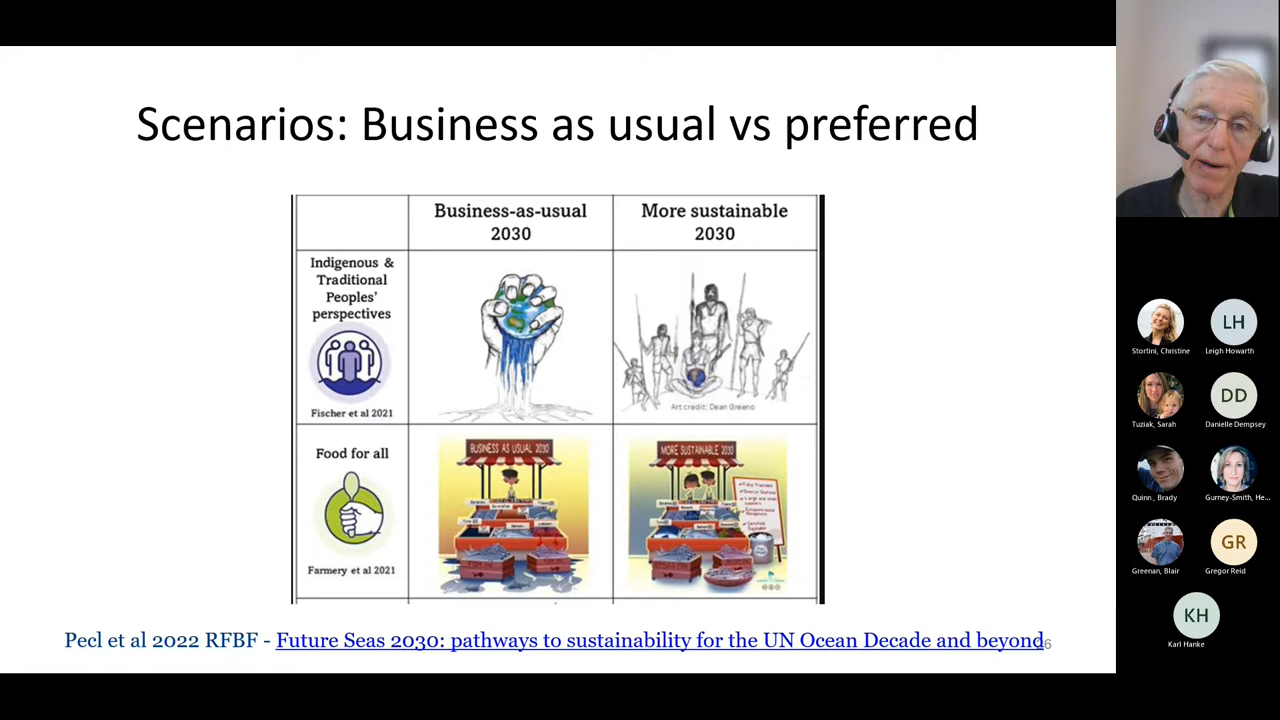 Scenarios: Business as usual vs preferred
Business-as-usual
2030
More sustainable
2030
Indigenous &
Traditional
Peoples'
perspectives
Fischer et al 2021
Art credit: Dean Greeno
Food for all
Farmery et al 2021
BUSINESS AS USUAL 2030
MORE SUSTAINABLE 2030
Pecl et al 2022 RFBF - Future Seas 2030: pathways to sustainability for the UN Ocean Decade and beyond
LH
Stortini, Christine
Leigh Howarth
DD
Tuziak, Sarah
Danielle Dempsey
Quinn, Brady
Gurney-Smith, He...
GR
Greenan, Blair
Gregor Reid
KH
Karl Hanke